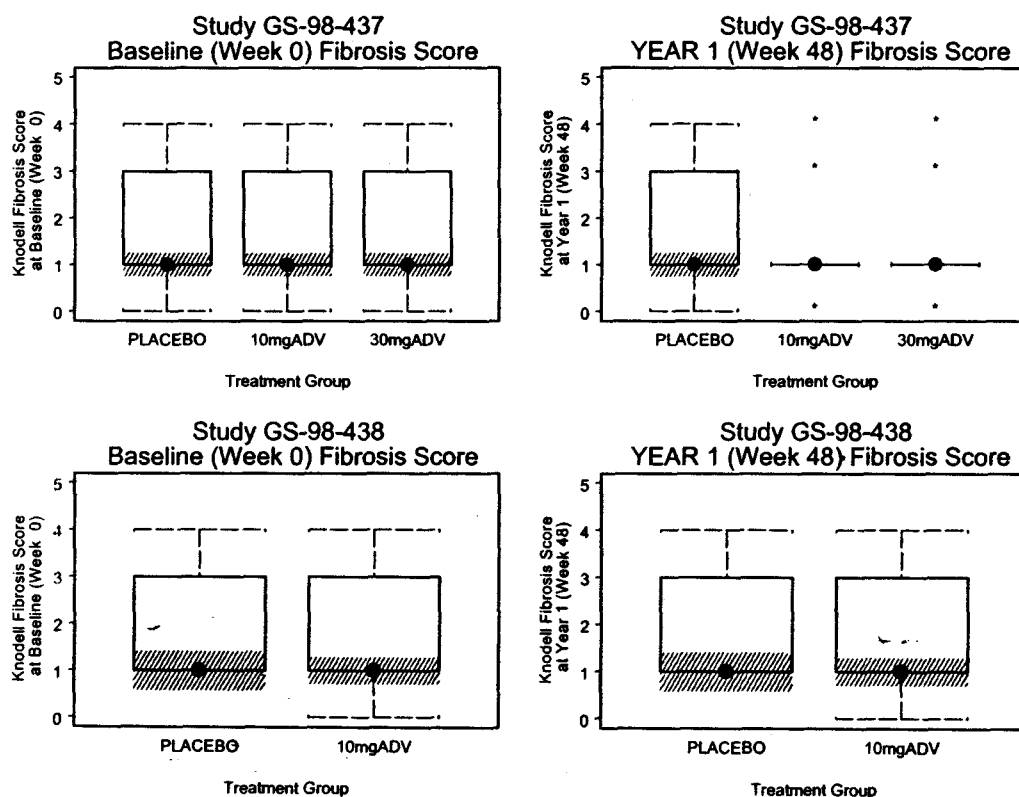 Study GS-98-437
Baseline (Week 0) Fibrosis Score
Knodell Fibrosis Score
at Baseline (Week 0)
5
4
3
2
1
0
PLACEBO
10mgADV
30mgADV
Treatment Group
Study GS-98-437
YEAR 1 (Week 48) Fibrosis Score
Knodell Fibrosis Score
at Year 1 (Week 48)
5
4
3
2
1
0
PLACEBO
10mgADV
30mgADV
Treatment Group
Study GS-98-438
Baseline (Week 0) Fibrosis Score
Knodell Fibrosis Score
at Baseline (Week 0)
5
4
3
2
1
0
PLACEBO
10mgADV
Treatment Group
Study GS-98-438
YEAR 1 (Week 48) Fibrosis Score
Knodell Fibrosis Score
at Year 1 (Week 48)
5
4
3
2
1
0
PLACEBO
10mgADV
Treatment Group